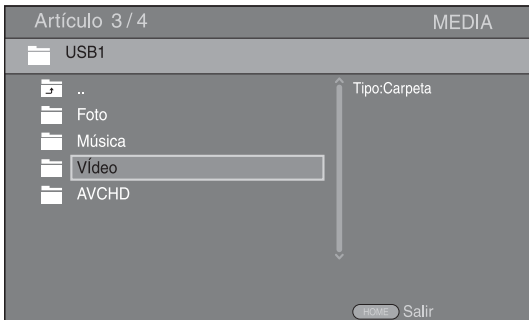 Artículo 3/4 MEDIA
USB1
..
Tipo:Carpeta
Foto
Música
VÍdeo
AVCHD
HOME Salir